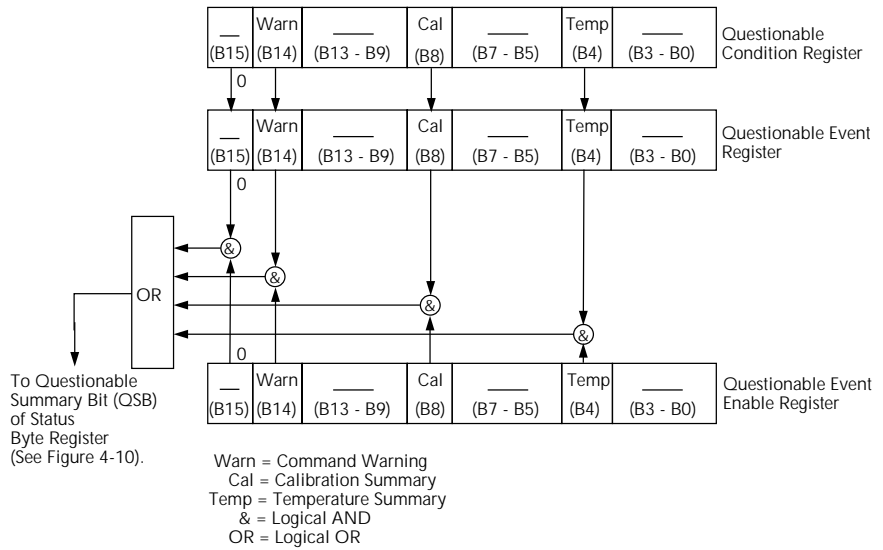 Warn Cal Temp
(B15) (B14) (B13 - B9) (B8) (B7 - B5) (B4) (B3 - B0)
Questionable
Condition Register
0
Warn Cal Temp
(B15) (B14) (B13 - B9) (B8) (B7 - B5) (B4) (B3 - B0)
Questionable Event
Register
0
&
&
&
&
OR
0
To Questionable
Summary Bit (QSB)
of Status
Byte Register
(See Figure 4-10).
Warn Cal Temp
(B15) (B14) (B13 - B9) (B8) (B7 - B5) (B4) (B3 - B0)
Questionable Event
Enable Register
Warn = Command Warning
Cal = Calibration Summary
Temp = Temperature Summary
& = Logical AND
OR = Logical OR